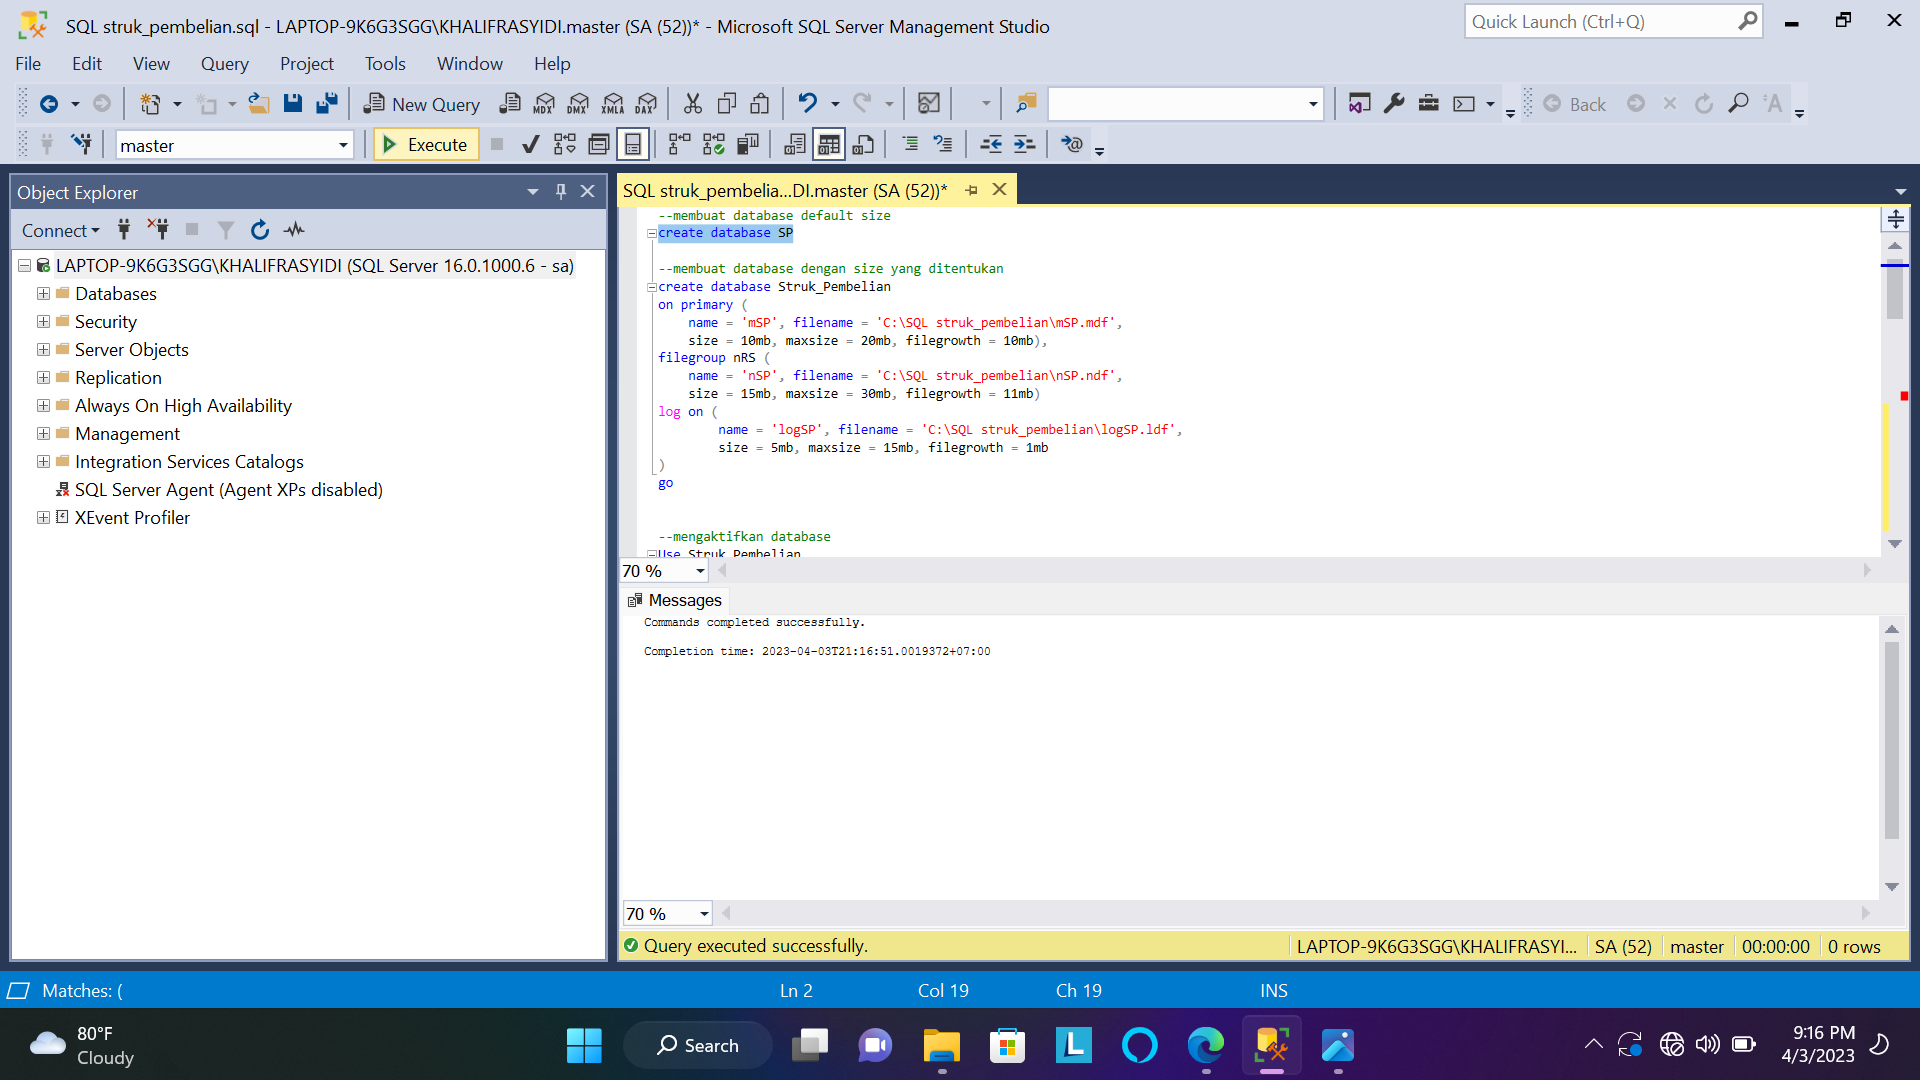 SQL struk_pembelian.sql - LAPTOP-9K6G3SGG\KHALIFRASYIDI.master (SA (52))* - Microsoft SQL Server Management Studio
Quick Launch (Ctrl+Q)
File Edit View Query Project Tools Window Help
New Query
MDX DMX XMLA DAX
Back
master
Execute
Object Explorer
Connect
LAPTOP-9K6G3SGG\KHALIFRASYIDI (SQL Server 16.0.1000.6 - sa)
Databases
Security
Server Objects
Replication
Always On High Availability
Management
Integration Services Catalogs
SQL Server Agent (Agent XPs disabled)
XEvent Profiler
SQL struk_pembelia...DI.master (SA (52))*
--membuat database default size
create database SP
--membuat database dengan size yang ditentukan
create database Struk_Pembelian
on primary (
name = 'mSP', filename = 'C:\SQL struk_pembelian\mSP.mdf',
size = 10mb, maxsize = 20mb, filegrowth = 10mb),
filegroup nRS (
name = 'nSP', filename = 'C:\SQL struk_pembelian\nSP.ndf',
size = 15mb, maxsize = 30mb, filegrowth = 11mb)
log on (
name = 'logSP', filename = 'C:\SQL struk_pembelian\logSP.ldf',
size = 5mb, maxsize = 15mb, filegrowth = 1mb
)
go
--mengaktifkan database
Use Struk_Pembelian
70 %
Messages
Commands completed successfully.
Completion time: 2023-04-03T21:16:51.0019372+07:00
70 %
Query executed successfully.
LAPTOP-9K6G3SGG\KHALIFRASYI... SA (52) master 00:00:00 0 rows
Matches: (
Ln 2 Col 19 Ch 19 INS
80°F
Cloudy
Search
L
9:16 PM
4/3/2023